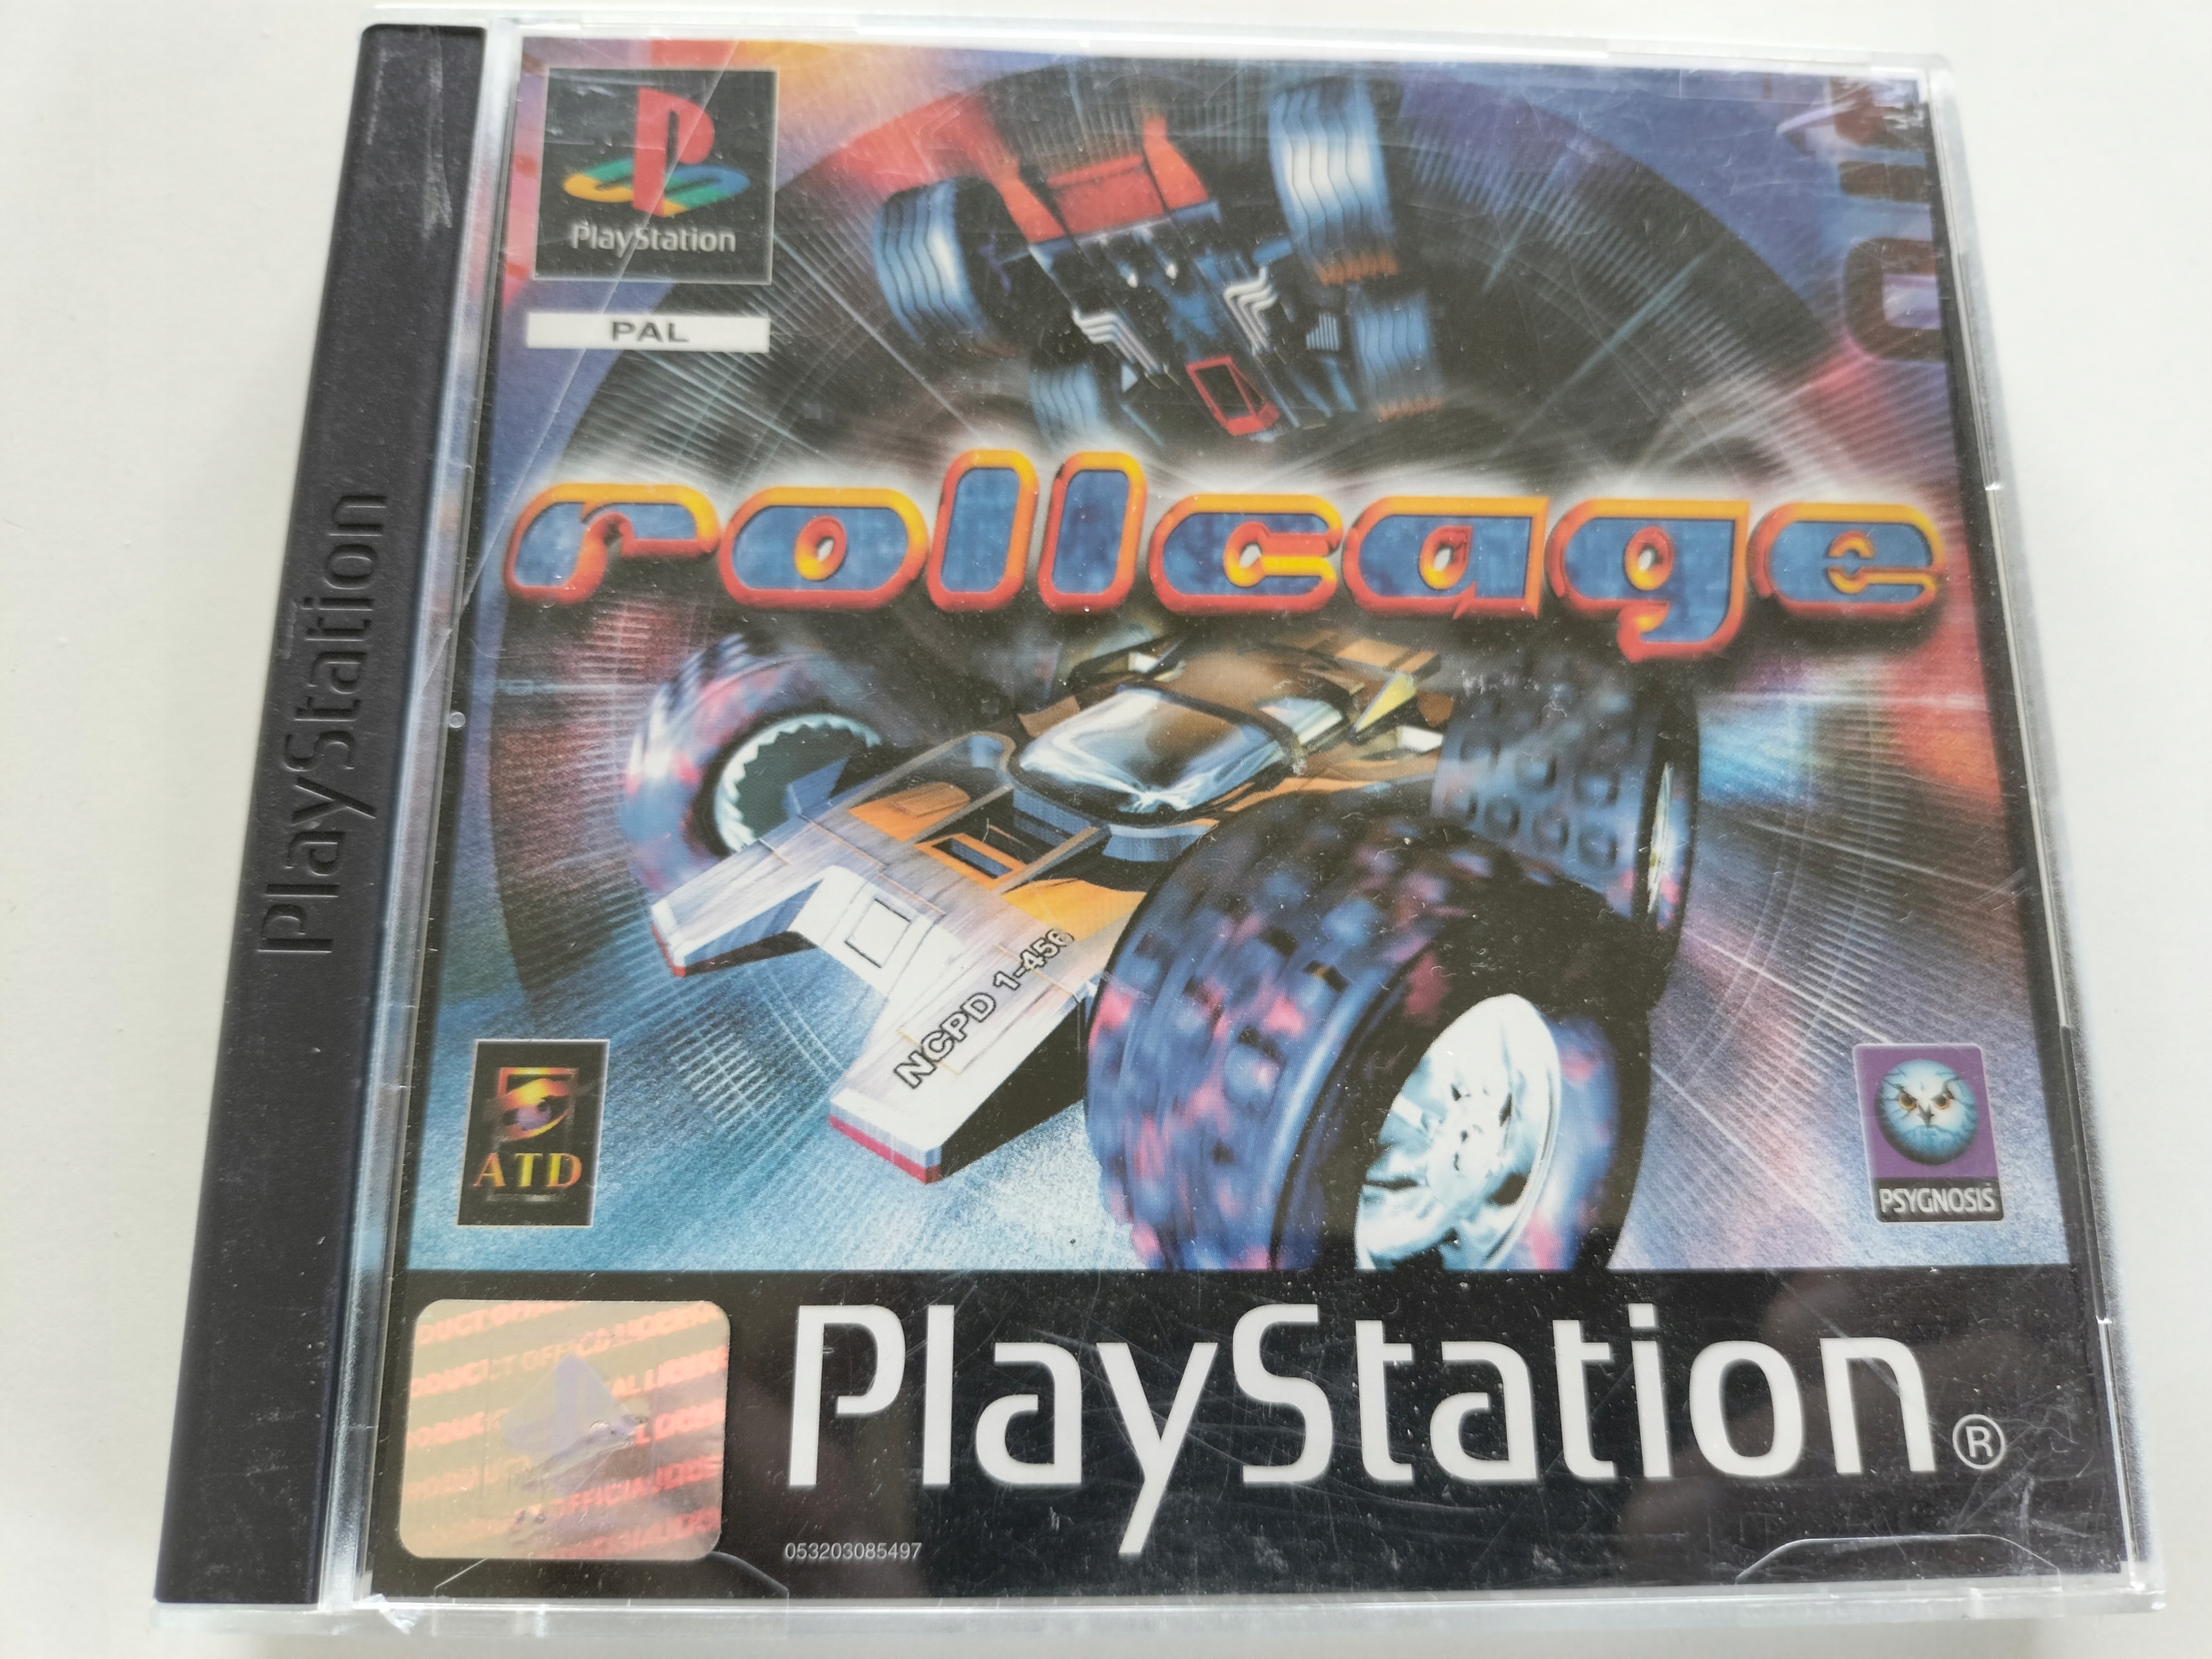 PlayStation
PlayStation
PAL
rollcage
NCPD 1-456
ATD
PSYGNOSIS
PlayStation®
053203085497